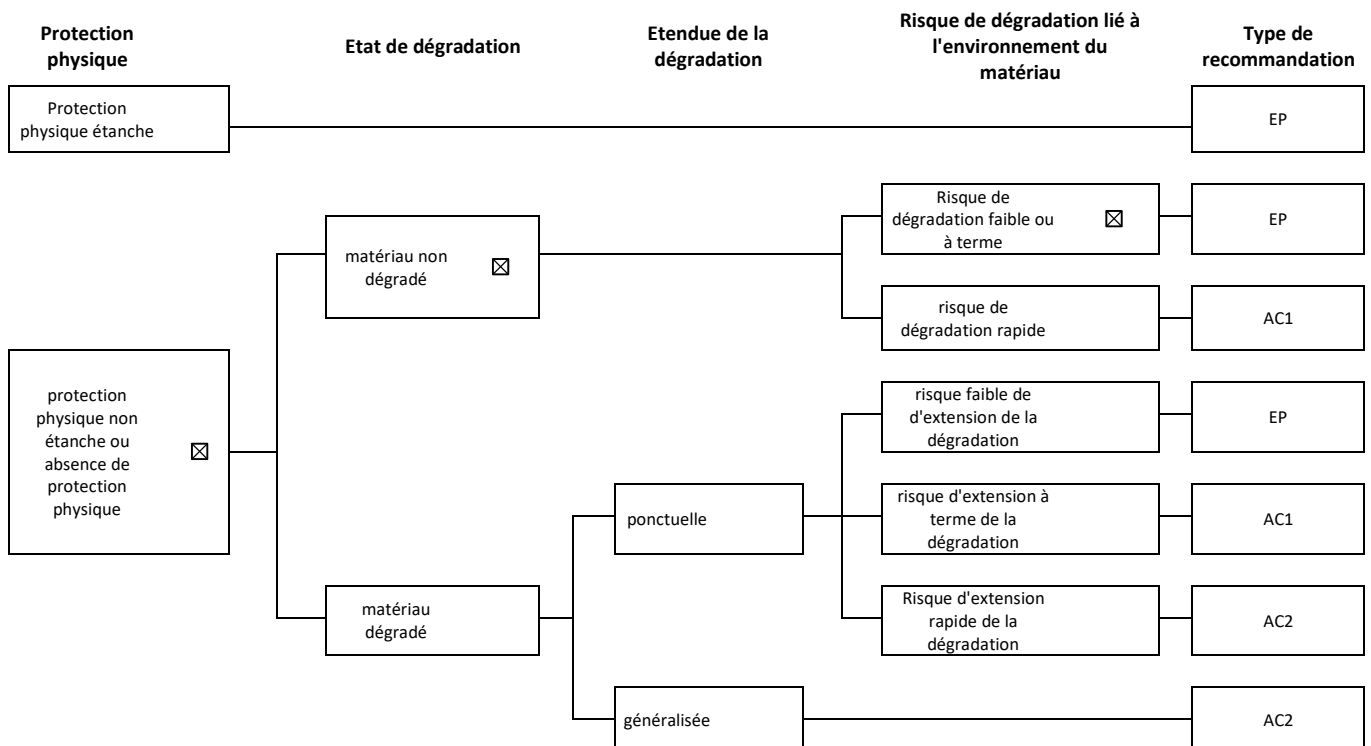 Protection
physique
Etat de dégradation
Etendue de la
dégradation
Risque de dégradation lié à
l'environnement du
matériau
Type de
recommandation
Protection
physique étanche
EP
matériau non
dégradé ☒
Risque de
dégradation faible ou ☒
à terme
EP
risque de
dégradation rapide
AC1
protection
physique non
étanche ou
absence de ☒
protection
physique
risque faible de
d'extension de la
dégradation
EP
ponctuelle
risque d'extension à
terme de la
dégradation
AC1
matériau
dégradé
Risque d'extension
rapide de la
dégradation
AC2
généralisée
AC2